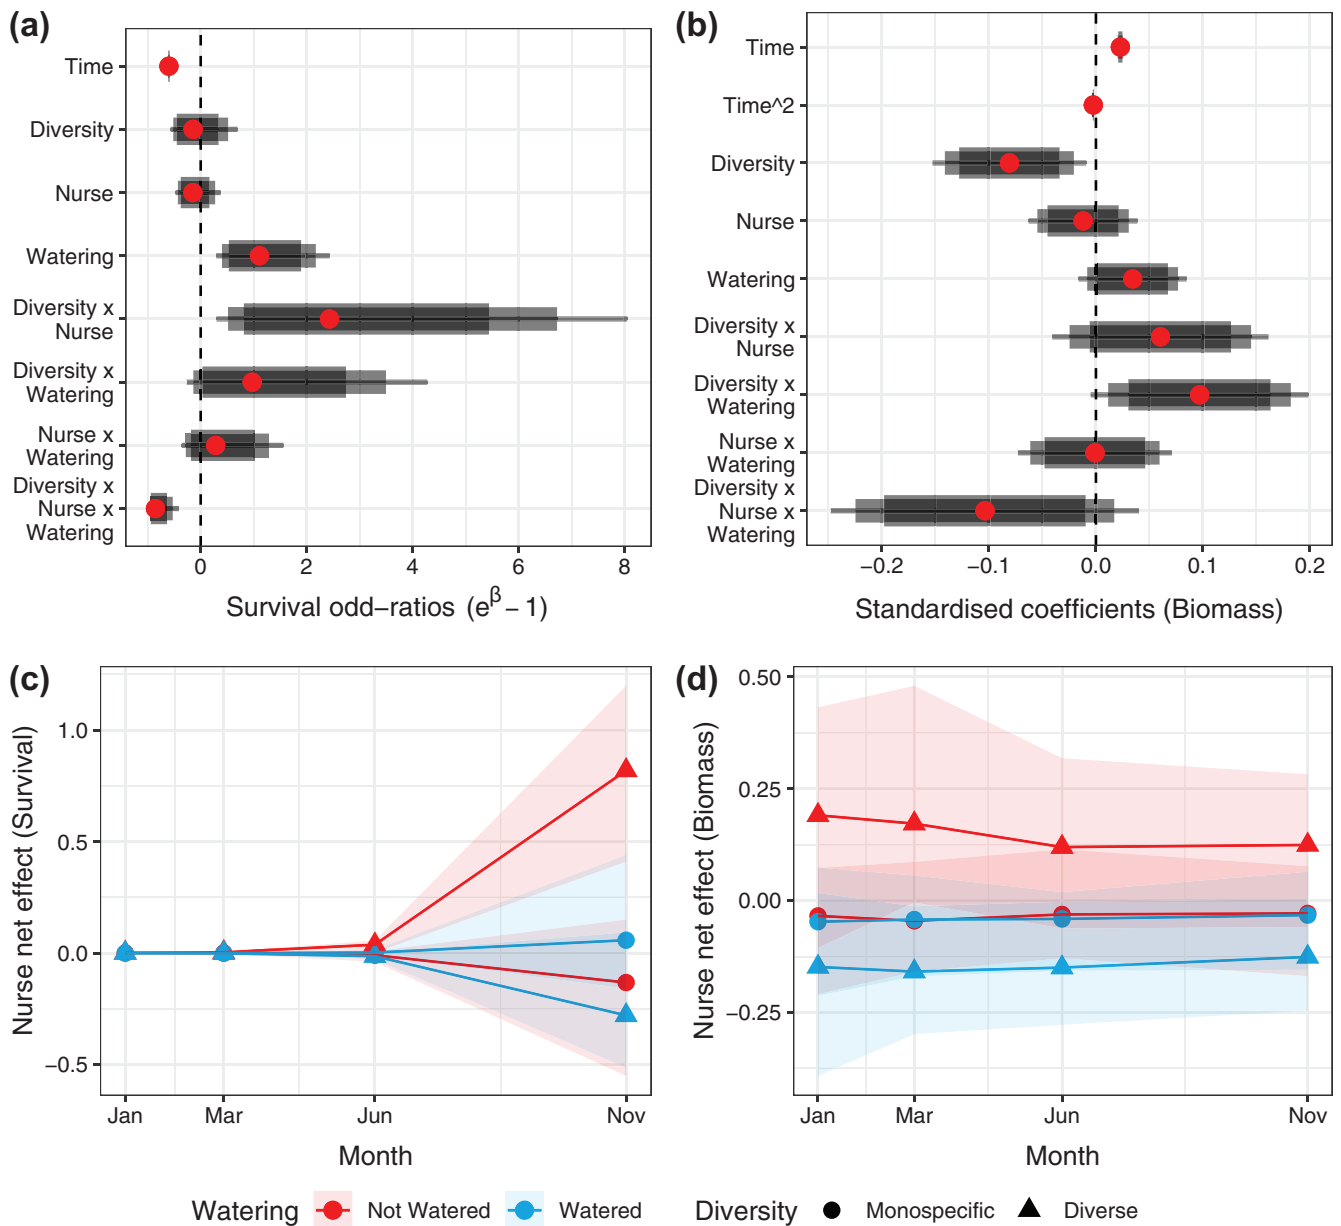 (a)
Time
Diversity
Nurse
Watering
Diversity x
Nurse
Diversity x
Watering
Nurse x
Watering
Diversity x
Nurse x
Watering
0 2 4 6 8
Survival odd−ratios (e^β − 1)
(b)
Time
Time^2
Diversity
Nurse
Watering
Diversity x
Nurse
Diversity x
Watering
Nurse x
Watering
Diversity x
Nurse x
Watering
−0.2 −0.1 0.0 0.1 0.2
Standardised coefficients (Biomass)
(c)
Nurse net effect (Survival)
1.0
0.5
0.0
−0.5
Jan Mar Jun Nov
Month
(d)
Nurse net effect (Biomass)
0.50
0.25
0.00
−0.25
Jan Mar Jun Nov
Month
Watering Not Watered Watered Diversity Monospecific Diverse